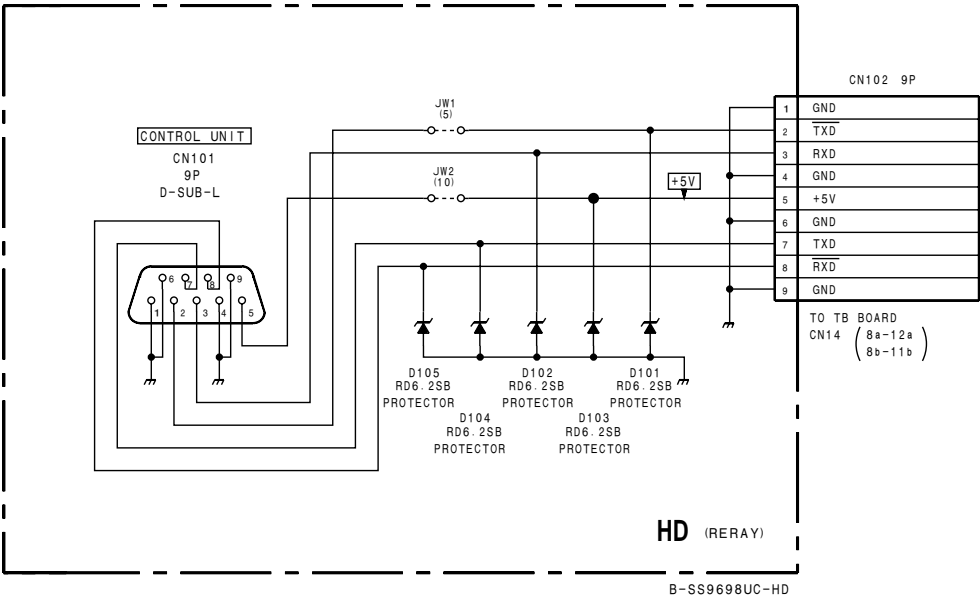 CN102 9P
JW1
(5)
CONTROL UNIT
CN101
9P
D-SUB-L
JW2
(10)
+5V
1 GND
2 T̅X̅D̅
3 RXD
4 GND
5 +5V
6 GND
7 TXD
8 R̅X̅D̅
9 GND
6 7 8 9
1 2 3 4 5
TO TB BOARD
CN14 (8a-12a
8b-11b)
D105
RD6.2SB
PROTECTOR
D102
RD6.2SB
PROTECTOR
D101
RD6.2SB
PROTECTOR
D104
RD6.2SB
PROTECTOR
D103
RD6.2SB
PROTECTOR
HD (RERAY)
B-SS9698UC-HD